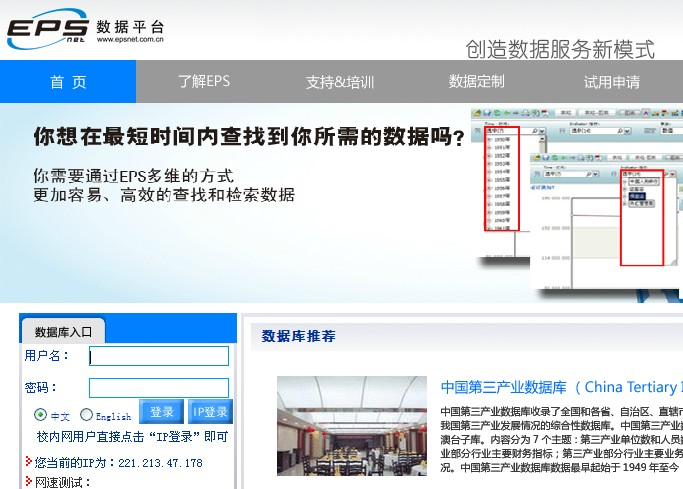 EPS net 数据平台
www.epsnet.com.cn
创造数据服务新模式
首 页 了解EPS 支持&培训 数据定制 试用申请
你想在最短时间内查找到你所需的数据吗?
你需要通过EPS多维的方式
更加容易、高效的查找和检索数据
数据库入口
用户名：
密码：
中文 English 登录 IP登录
校内网用户直接点击“IP登录”即可
您当前的IP为：221.213.47.178
网速测试：
数据库推荐
中国第三产业数据库 （ China Tertiary I
中国第三产业数据库收录了全国和各省、自治区、直辖市
我国第三产业发展情况的综合性数据库。中国第三产业
澳台子库。内容分为 7 个主题：第三产业单位数和人员
业部分行业主要财务指标；第三产业部分行业主要业务
况。中国第三产业数据库数据最早起始于 1949 年至今